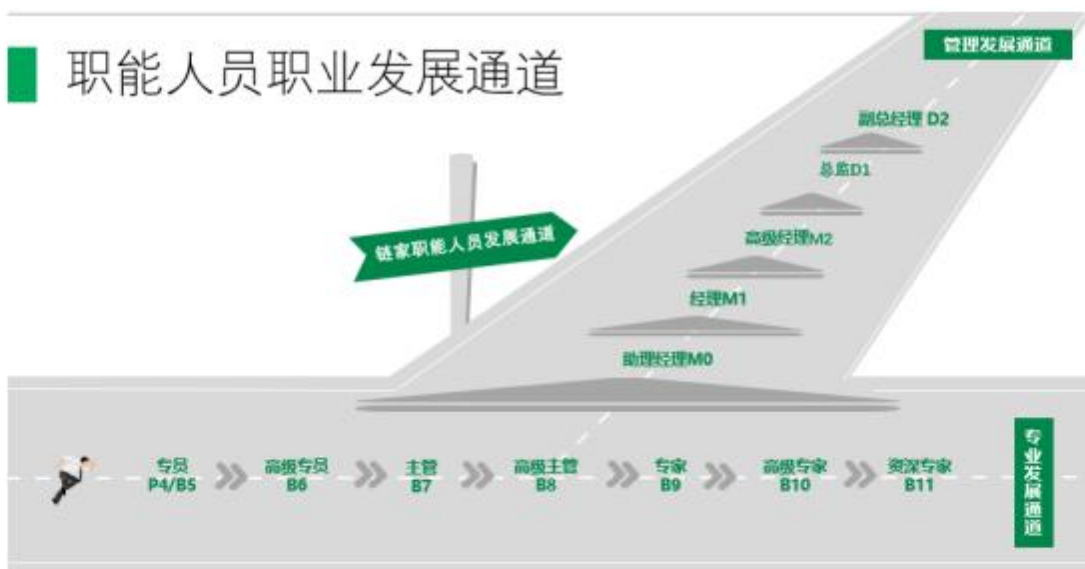 职能人员职业发展通道
管理发展通道
副总经理 D2
总监D1
高级经理M2
经理M1
助理经理M0
链家职能人员发展通道
专员
P4/B5
高级专员
B6
主管
B7
高级主管
B8
专家
B9
高级专家
B10
资深专家
B11
专业发展通道